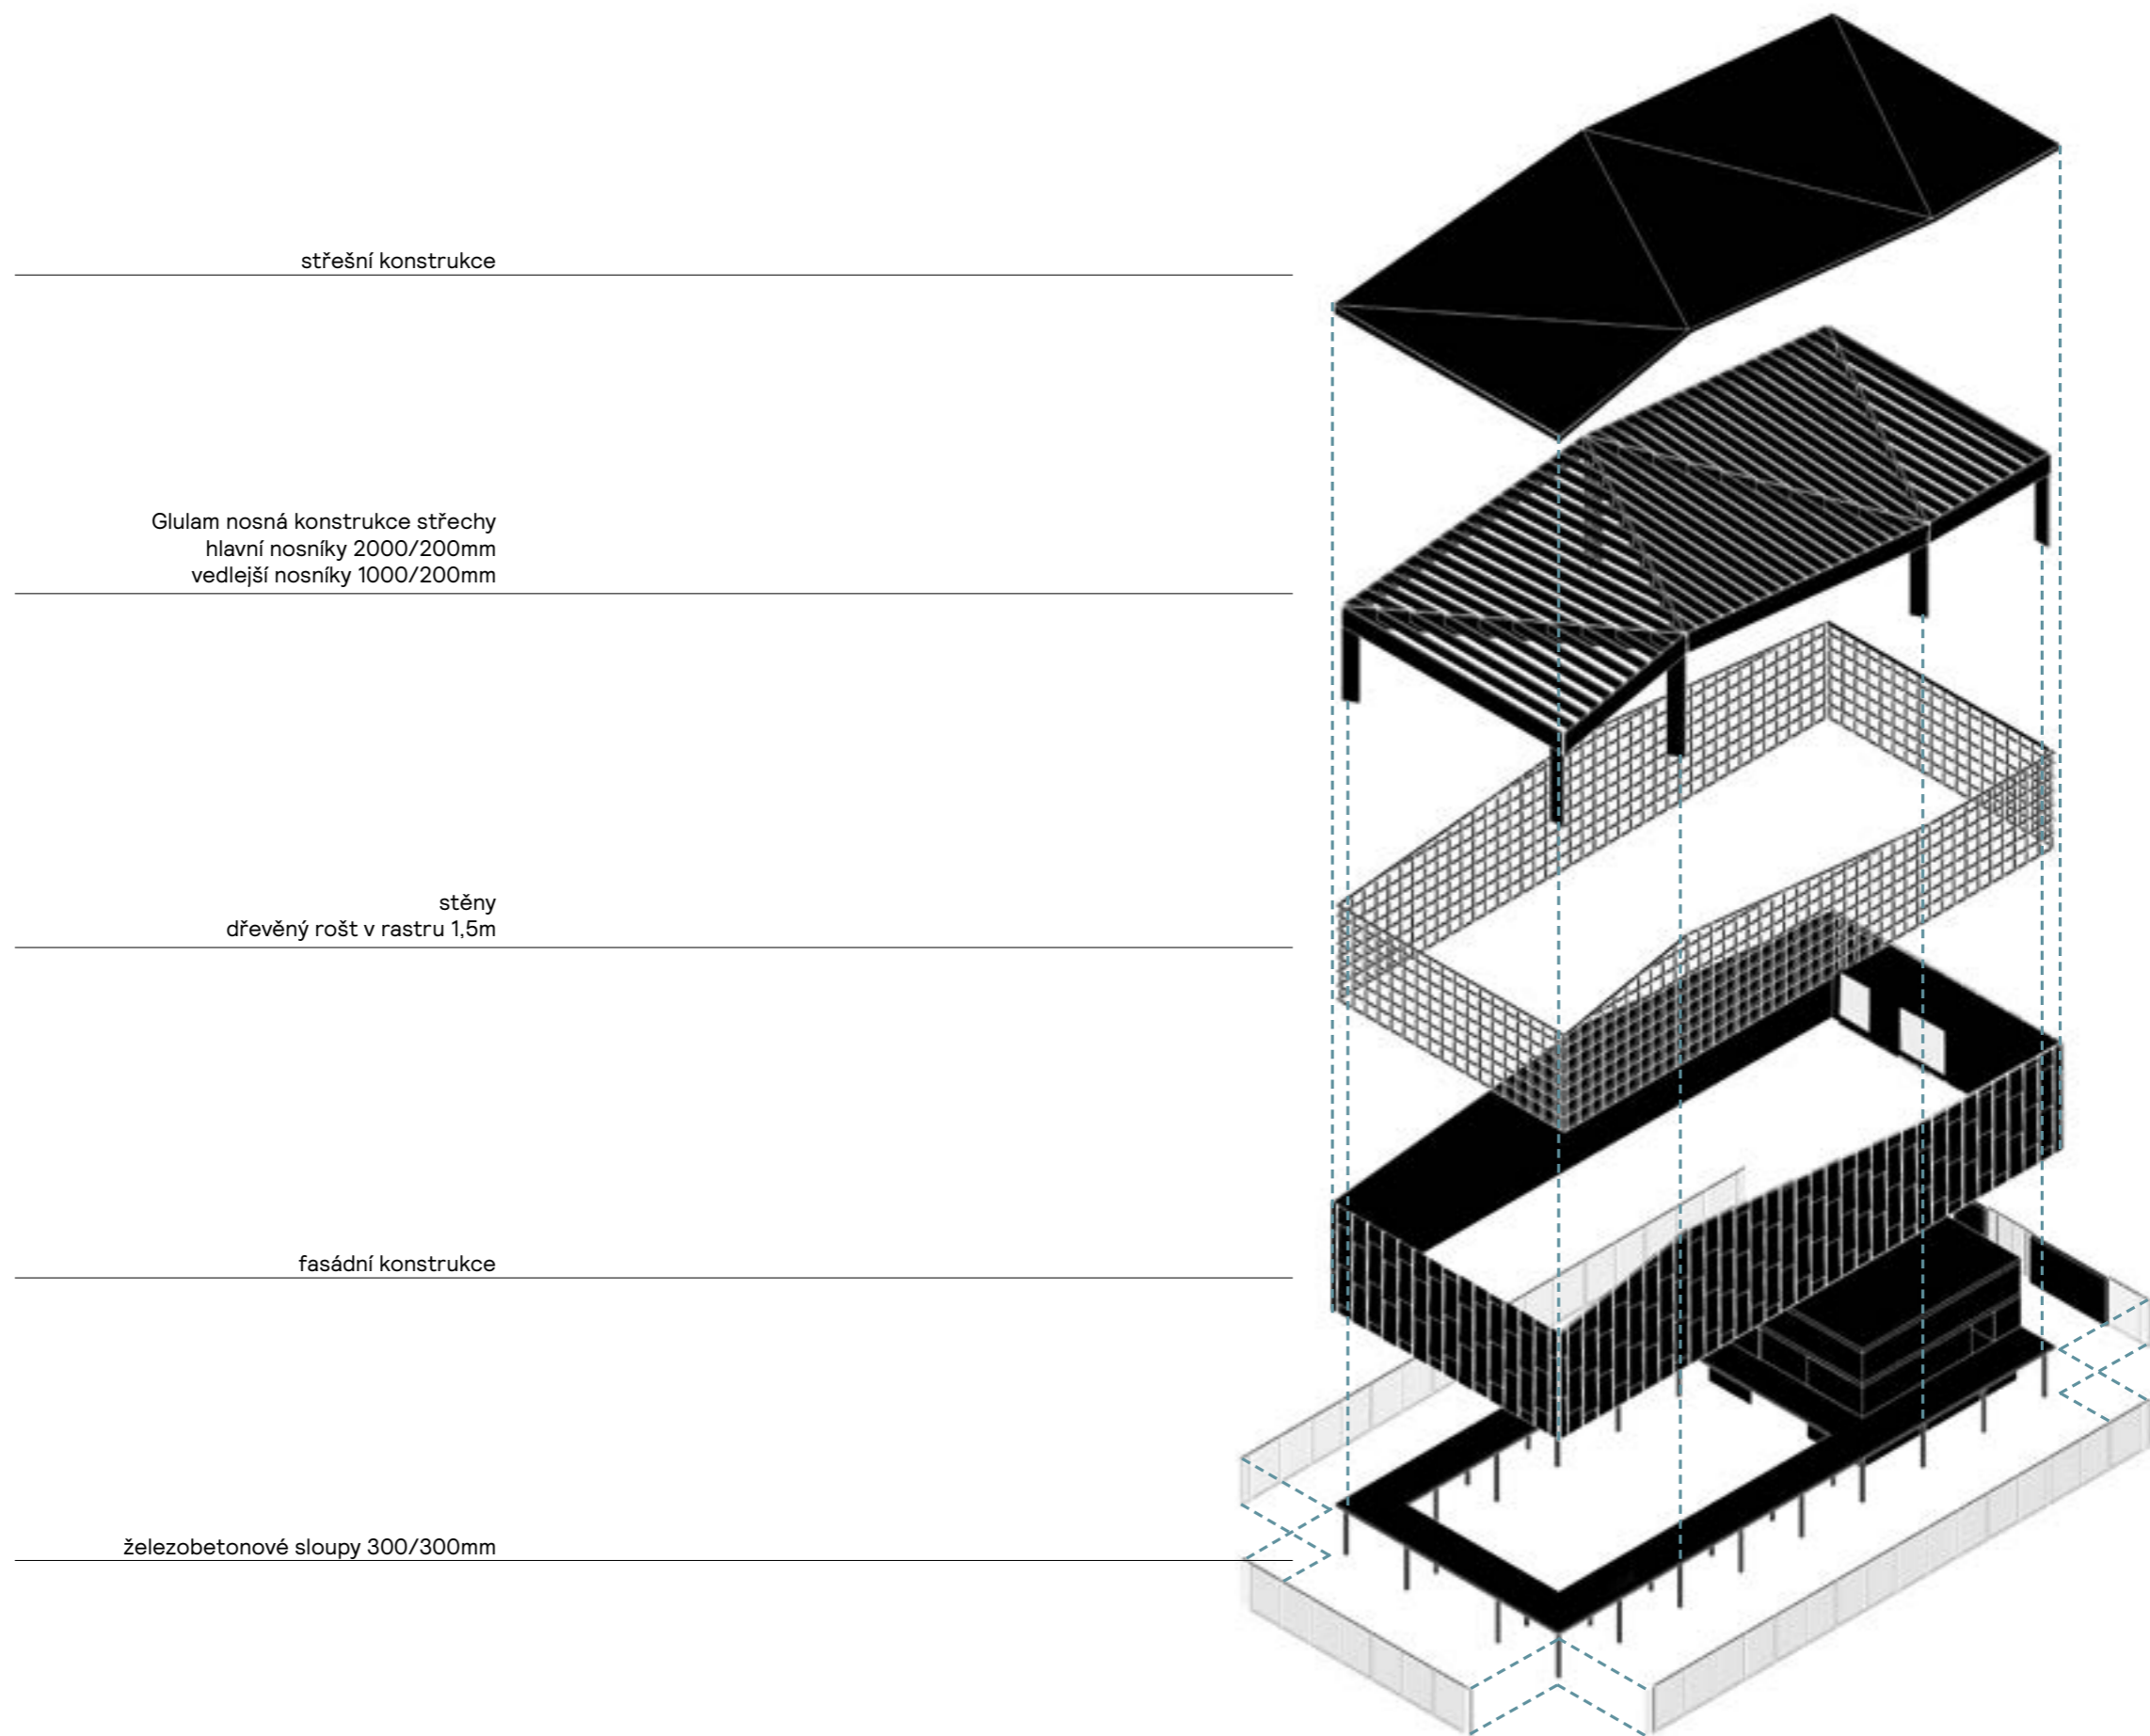 střešní konstrukce
Glulam nosná konstrukce střechy
hlavní nosníky 2000/200mm
vedlejší nosníky 1000/200mm
stěny
dřevěný rošt v rastru 1,5m
fasádní konstrukce
železobetonové sloupy 300/300mm